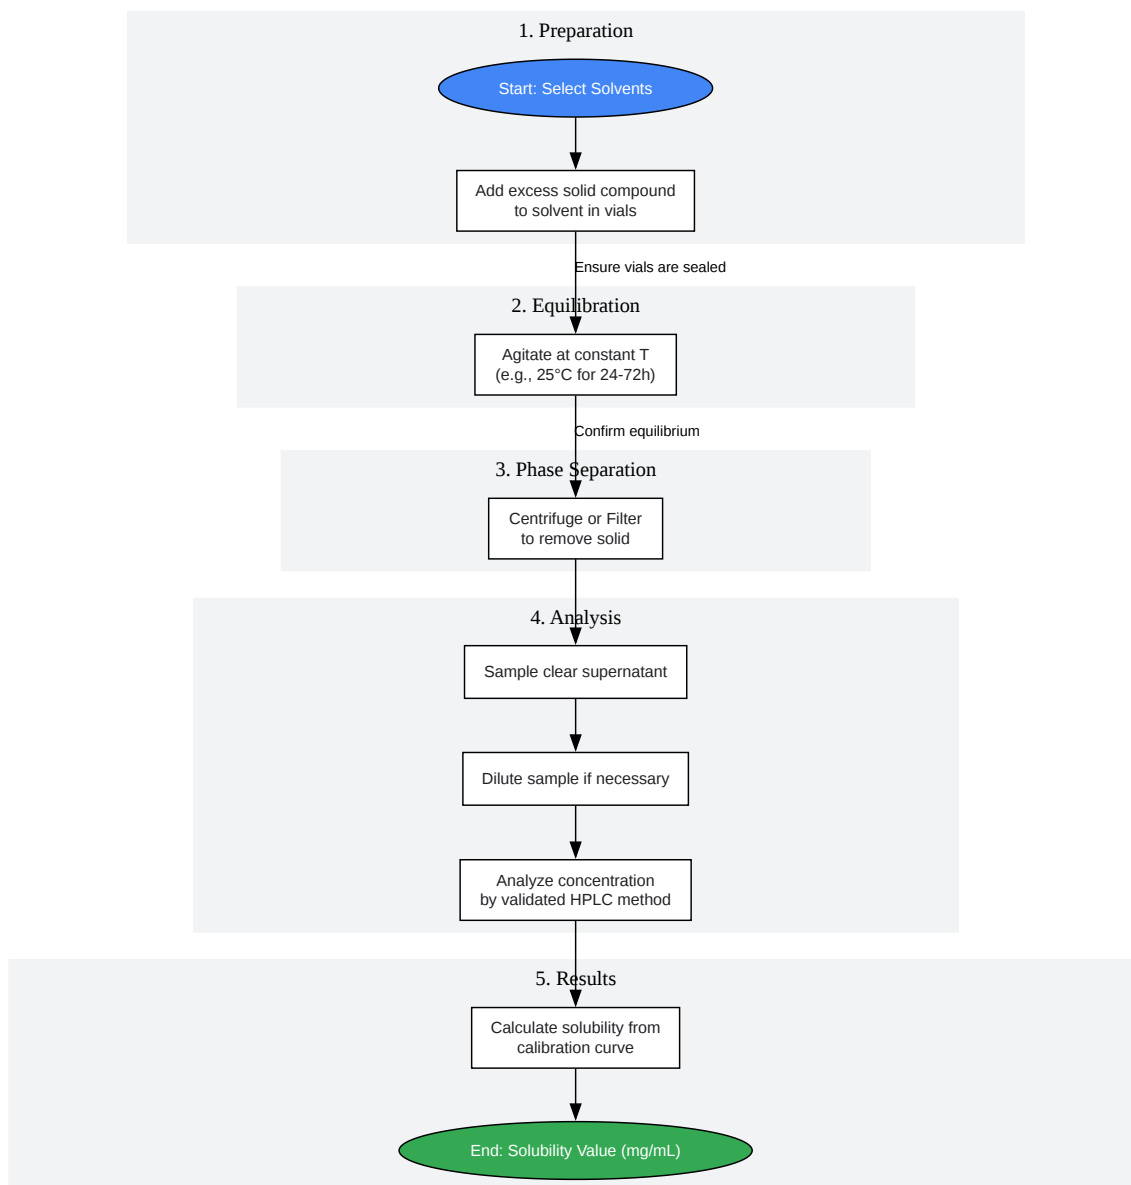 1. Preparation
Start: Select Solvents
Add excess solid compound
to solvent in vials
Ensure vials are sealed
2. Equilibration
Agitate at constant T
(e.g., 25°C for 24-72h)
Confirm equilibrium
3. Phase Separation
Centrifuge or Filter
to remove solid
4. Analysis
Sample clear supernatant
Dilute sample if necessary
Analyze concentration
by validated HPLC method
5. Results
Calculate solubility from
calibration curve
End: Solubility Value (mg/mL)